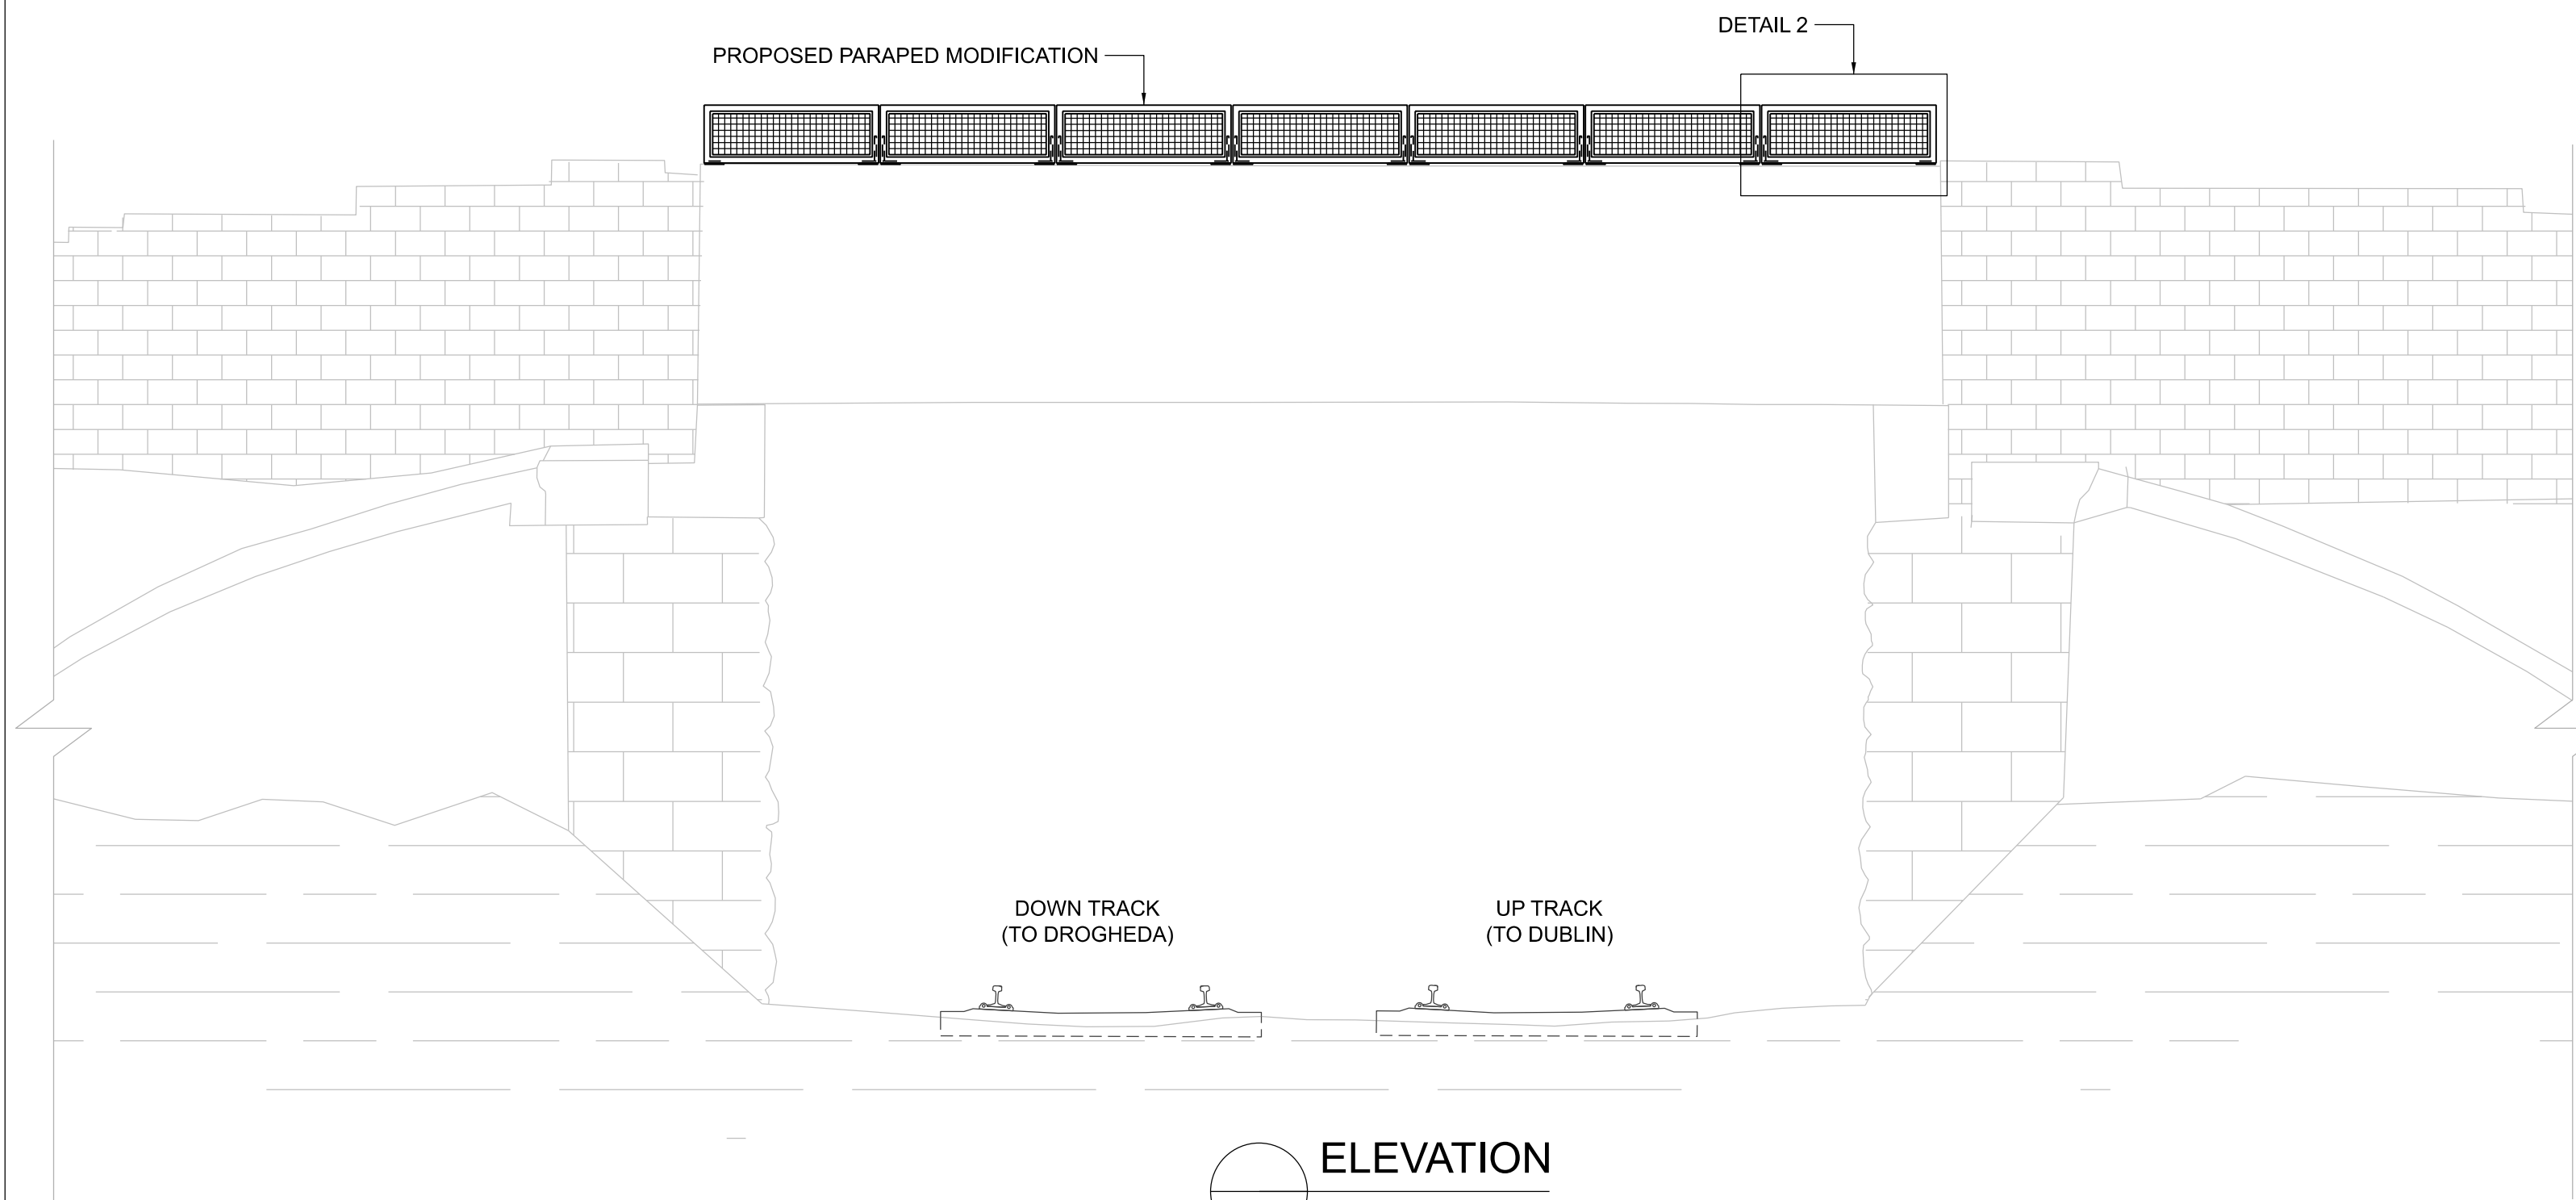 DETAIL 2
PROPOSED PARAPED MODIFICATION
DOWN TRACK
(TO DROGHEDA)
UP TRACK
(TO DUBLIN)
ELEVATION